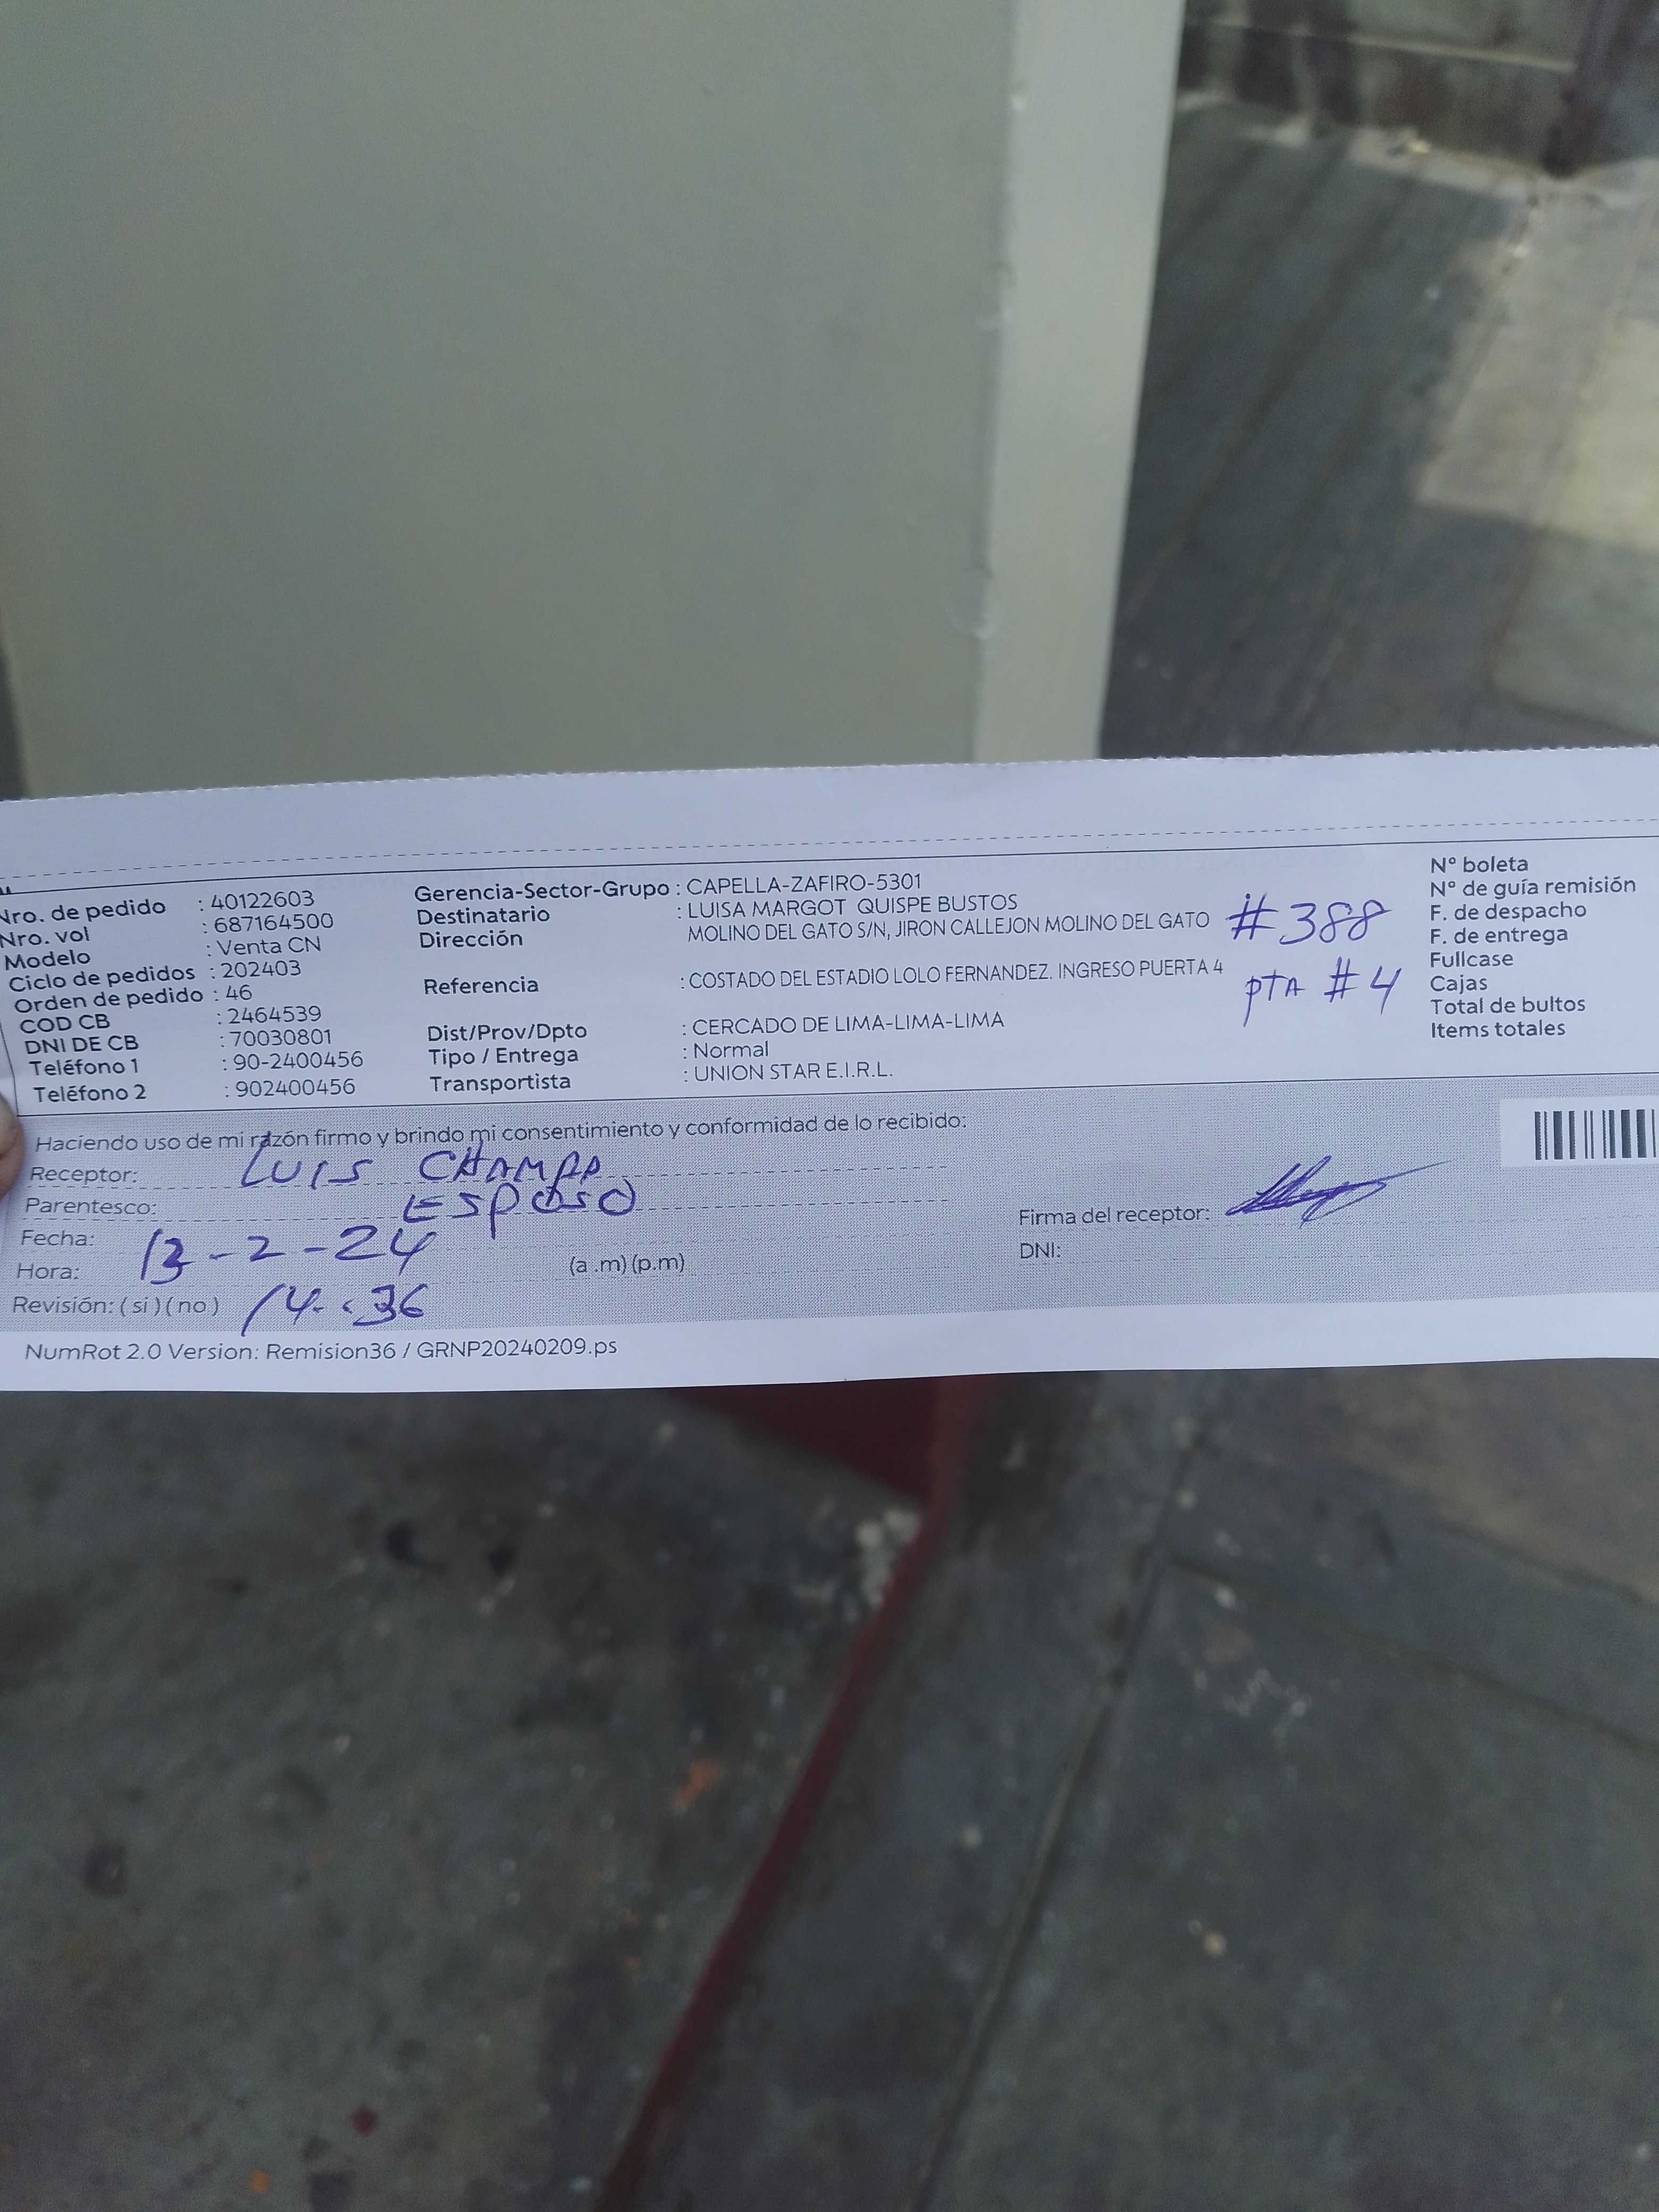 Nro. de pedido : 40122603
Nro. vol : 687164500
Modelo : Venta CN
Ciclo de pedidos : 202403
Orden de pedido : 46
COD CB : 2464539
DNI DE CB : 70030801
Teléfono 1 : 90-2400456
Teléfono 2 : 902400456
Gerencia-Sector-Grupo : CAPELLA-ZAFIRO-5301
Destinatario : LUISA MARGOT QUISPE BUSTOS
Dirección MOLINO DEL GATO S/N, JIRON CALLEJON MOLINO DEL GATO #388
Referencia : COSTADO DEL ESTADIO LOLO FERNANDEZ. INGRESO PUERTA 4 PTA #4
Dist/Prov/Dpto : CERCADO DE LIMA-LIMA-LIMA
Tipo / Entrega : Normal
Transportista : UNION STAR E.I.R.L.
N° boleta
N° de guía remisión
F. de despacho
F. de entrega
Fullcase
Cajas
Total de bultos
Items totales
Haciendo uso de mi razón firmo y brindo mi consentimiento y conformidad de lo recibido:
Receptor: LUIS CHAMPA
Parentesco: ESPOSO
Fecha: 13-2-24
Hora: (a .m) (p.m)
Revisión: ( si ) ( no ) 14:36
Firma del receptor:
DNI:
NumRot 2.0 Version: Remision36 / GRNP20240209.ps